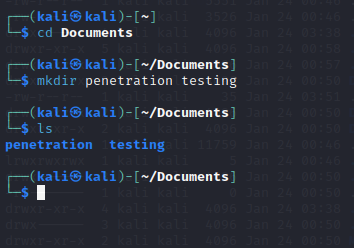 ┌──(kali㉿kali)-[~]
└─$ cd Documents
┌──(kali㉿kali)-[~/Documents]
└─$ mkdir penetration testing
┌──(kali㉿kali)-[~/Documents]
└─$ ls
penetration  testing
┌──(kali㉿kali)-[~/Documents]
└─$